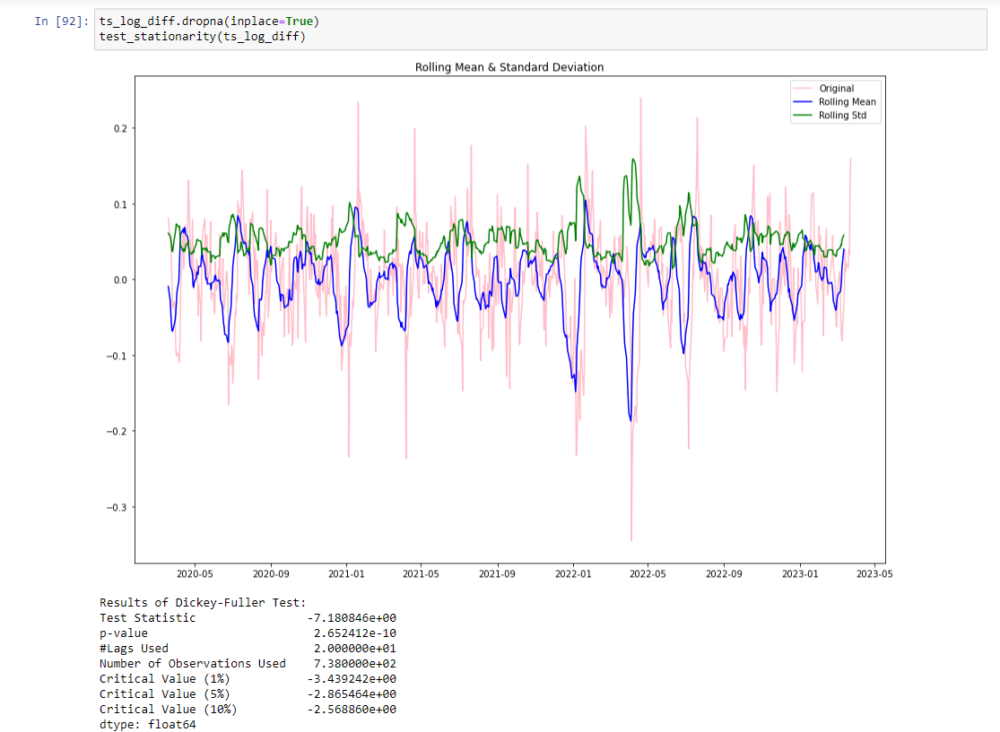 In [92]: ts_log_diff.dropna(inplace=True)
test_stationarity(ts_log_diff)
Rolling Mean & Standard Deviation
Original
Rolling Mean
Rolling Std
0.2
0.1
0.0
−0.1
−0.2
−0.3
2020-05 2020-09 2021-01 2021-05 2021-09 2022-01 2022-05 2022-09 2023-01 2023-05
Results of Dickey-Fuller Test:
Test Statistic -7.180846e+00
p-value 2.652412e-10
#Lags Used 2.000000e+01
Number of Observations Used 7.380000e+02
Critical Value (1%) -3.439242e+00
Critical Value (5%) -2.865464e+00
Critical Value (10%) -2.568860e+00
dtype: float64